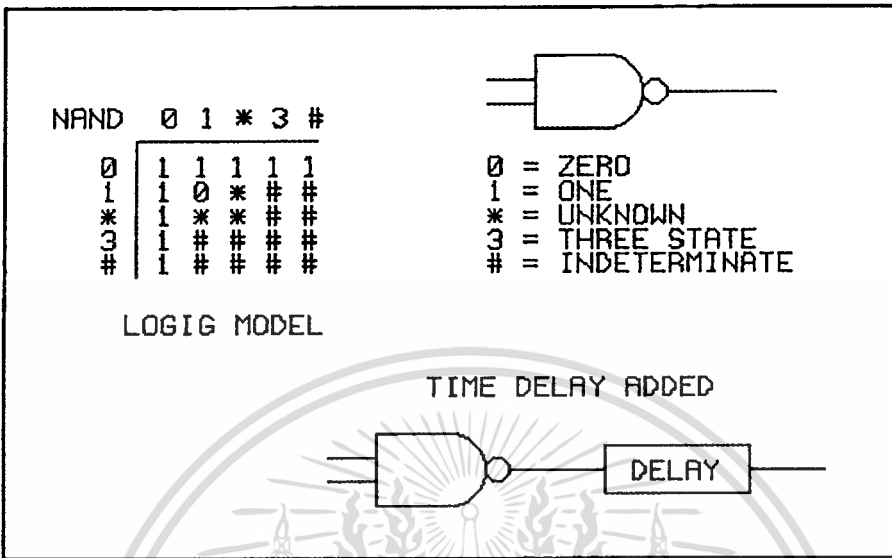 NAND 0 1 * 3 #
0 1 1 1 1 1
1 1 0 * # #
* 1 * * # #
3 1 # # # #
# 1 # # # #
LOGIG MODEL
0 = ZERO
1 = ONE
* = UNKNOWN
3 = THREE STATE
# = INDETERMINATE
TIME DELAY ADDED
DELAY